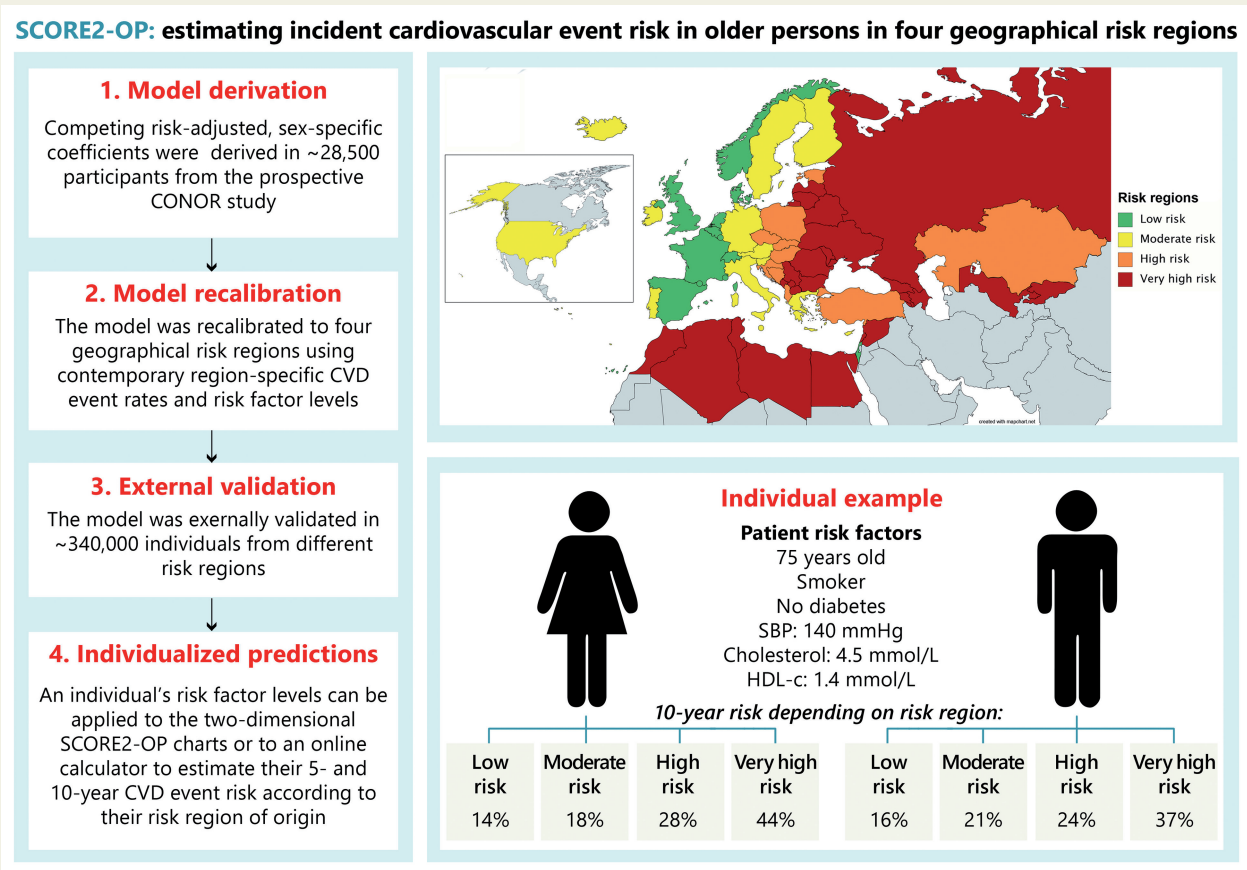 SCORE2-OP: estimating incident cardiovascular event risk in older persons in four geographical risk regions
1. Model derivation
Competing risk-adjusted, sex-specific
coefficients were derived in ~28,500
participants from the prospective
CONOR study
2. Model recalibration
The model was recalibrated to four
geographical risk regions using
contemporary region-specific CVD
event rates and risk factor levels
3. External validation
The model was exernally validated in
~340,000 individuals from different
risk regions
4. Individualized predictions
An individual's risk factor levels can be
applied to the two-dimensional
SCORE2-OP charts or to an online
calculator to estimate their 5- and
10-year CVD event risk according to
their risk region of origin
Risk regions
Low risk
Moderate risk
High risk
Very high risk
created with mapchart.net
Individual example
Patient risk factors
75 years old
Smoker
No diabetes
SBP: 140 mmHg
Cholesterol: 4.5 mmol/L
HDL-c: 1.4 mmol/L
10-year risk depending on risk region:
Low
risk
14%
Moderate
risk
18%
High
risk
28%
Very high
risk
44%
Low
risk
16%
Moderate
risk
21%
High
risk
24%
Very high
risk
37%